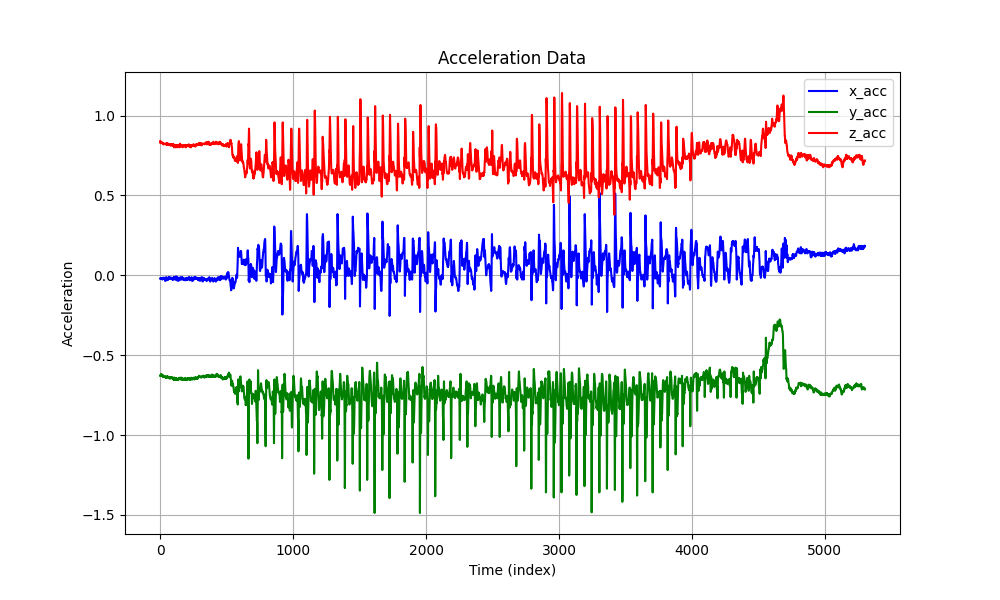 Acceleration Data
x_acc
y_acc
z_acc
1.0
0.5
0.0
−0.5
−1.0
−1.5
Acceleration
0
1000
2000
3000
4000
5000
Time (index)